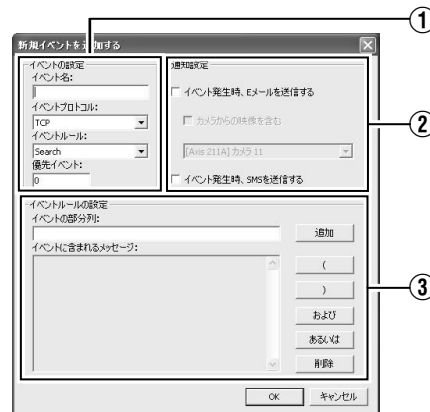 ①
新規イベントを追加する
イベントの設定
イベント名:
イベントプロトコル:
TCP
イベントルール:
Search
優先イベント:
0
通知設定
イベント発生時、Eメールを送信する
カメラからの映像を含む
[Axis 211A] カメラ 11
イベント発生時、SMSを送信する
②
イベントルールの設定
イベントの部分列:
追加
イベントに含まれるメッセージ:
(
)
および
あるいは
削除
③
OK
キャンセル